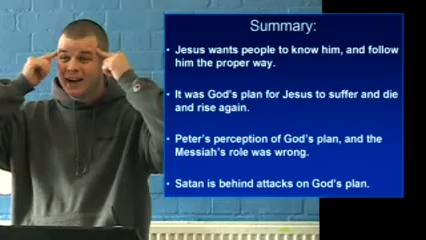 Summary:
• Jesus wants people to know him, and follow
him the proper way.
• It was God's plan for Jesus to suffer and die
and rise again.
• Peter's perception of God's plan, and the
Messiah's role was wrong.
• Satan is behind attacks on God's plan.